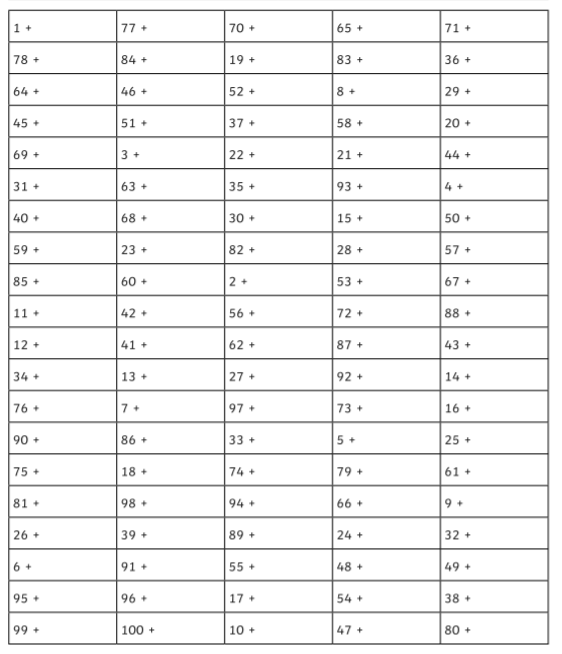 1 + 77 + 70 + 65 + 71 +
78 + 84 + 19 + 83 + 36 +
64 + 46 + 52 + 8 + 29 +
45 + 51 + 37 + 58 + 20 +
69 + 3 + 22 + 21 + 44 +
31 + 63 + 35 + 93 + 4 +
40 + 68 + 30 + 15 + 50 +
59 + 23 + 82 + 28 + 57 +
85 + 60 + 2 + 53 + 67 +
11 + 42 + 56 + 72 + 88 +
12 + 41 + 62 + 87 + 43 +
34 + 13 + 27 + 92 + 14 +
76 + 7 + 97 + 73 + 16 +
90 + 86 + 33 + 5 + 25 +
75 + 18 + 74 + 79 + 61 +
81 + 98 + 94 + 66 + 9 +
26 + 39 + 89 + 24 + 32 +
6 + 91 + 55 + 48 + 49 +
95 + 96 + 17 + 54 + 38 +
99 + 100 + 10 + 47 + 80 +